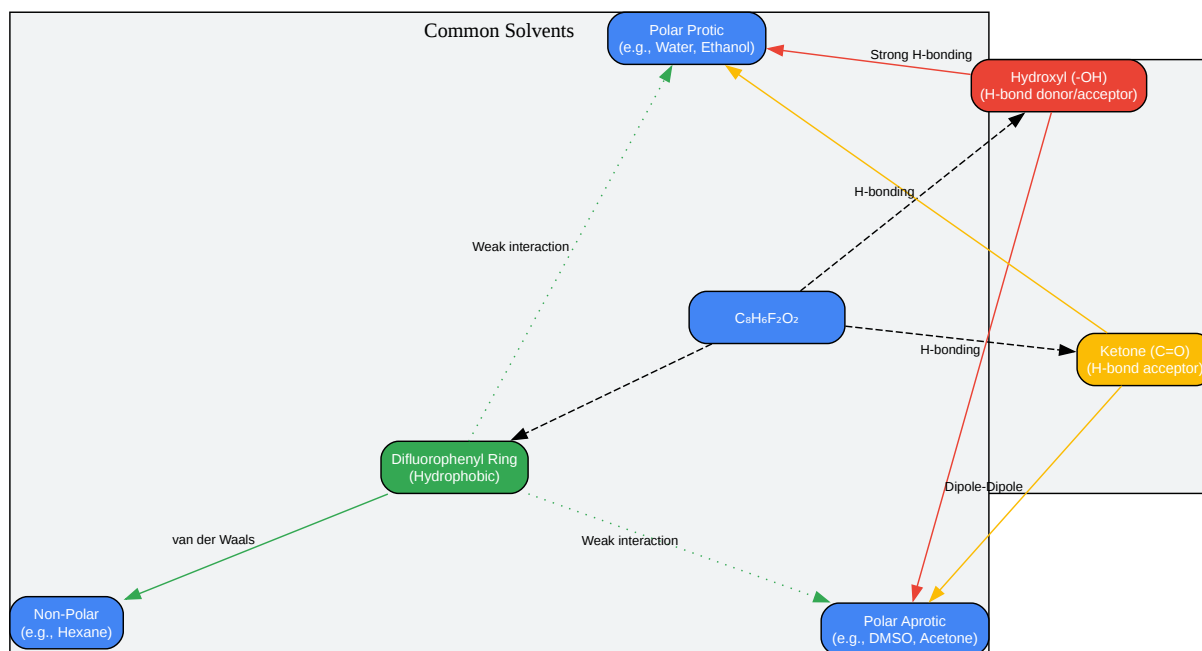 Common Solvents
Polar Protic
(e.g., Water, Ethanol)
Strong H-bonding
Hydroxyl (-OH)
(H-bond donor/acceptor)
H-bonding
Weak interaction
C₈H₆F₂O₂
H-bonding
Ketone (C=O)
(H-bond acceptor)
Difluorophenyl Ring
(Hydrophobic)
Dipole-Dipole
van der Waals
Weak interaction
Non-Polar
(e.g., Hexane)
Polar Aprotic
(e.g., DMSO, Acetone)